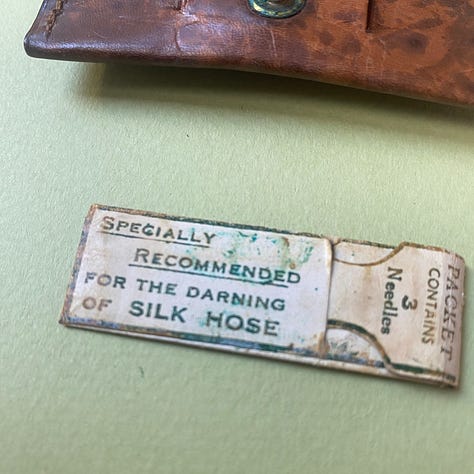 SPECIALLY
RECOMMENDED
FOR THE DARNING
OF SILK HOSE
PACKET
CONTAINS
3
Needles